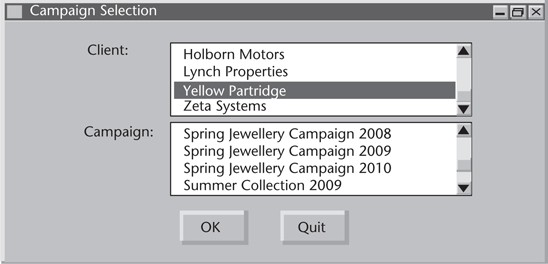 Campaign Selection
Client:
Holborn Motors
Lynch Properties
Yellow Partridge
Zeta Systems
Campaign:
Spring Jewellery Campaign 2008
Spring Jewellery Campaign 2009
Spring Jewellery Campaign 2010
Summer Collection 2009
OK Quit